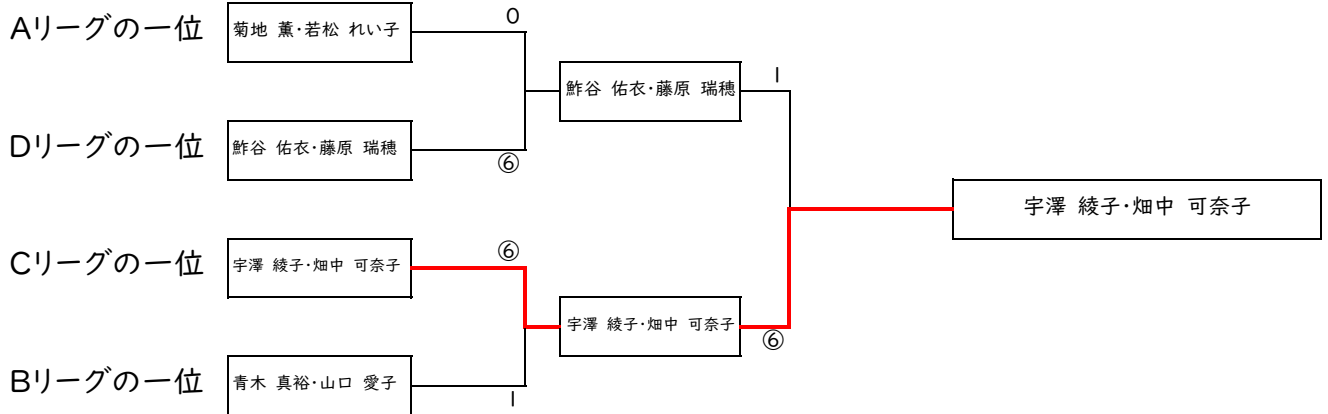 Aリーグの一位
菊地 薫・若松 れい子
0
鮓谷 佑衣・藤原 瑞穂
1
Dリーグの一位
鮓谷 佑衣・藤原 瑞穂
⑥
宇澤 綾子・畑中 可奈子
Cリーグの一位
宇澤 綾子・畑中 可奈子
⑥
宇澤 綾子・畑中 可奈子
⑥
Bリーグの一位
青木 真裕・山口 愛子
1